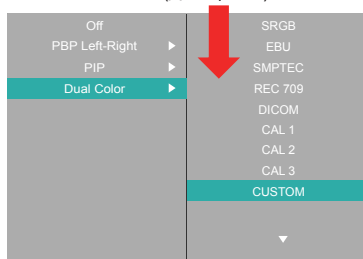 Off
PBP Left-Right
PIP
Dual Color
SRGB
EBU
SMPTEC
REC 709
DICOM
CAL 1
CAL 2
CAL 3
CUSTOM